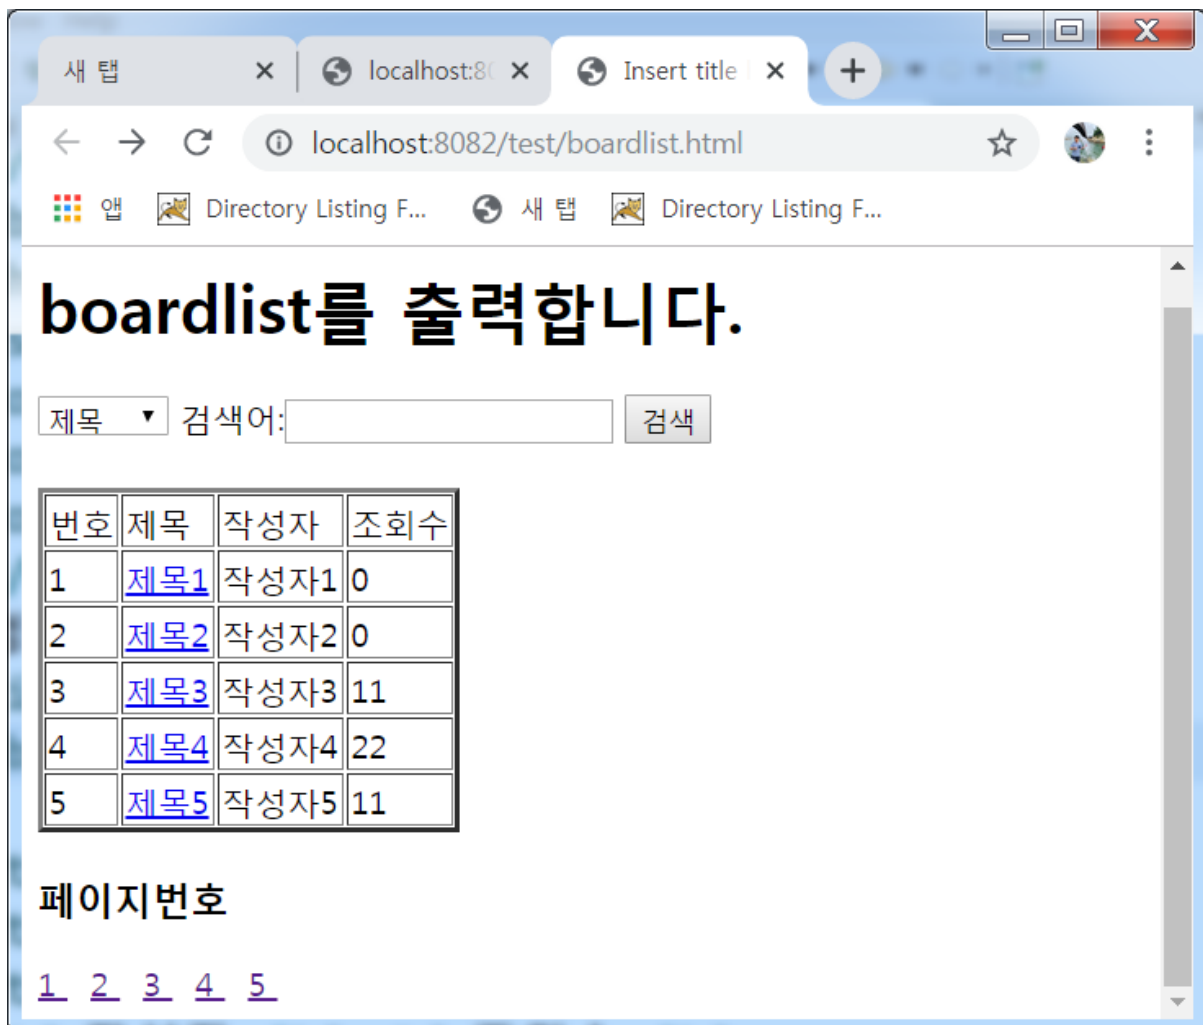 새 탭 localhost:8 Insert title
localhost:8082/test/boardlist.html
앱 Directory Listing F... 새 탭 Directory Listing F...
boardlist를 출력합니다.
제목 검색어: 검색
번호 제목 작성자 조회수
1 제목1 작성자1 0
2 제목2 작성자2 0
3 제목3 작성자3 11
4 제목4 작성자4 22
5 제목5 작성자5 11
페이지번호
1 2 3 4 5